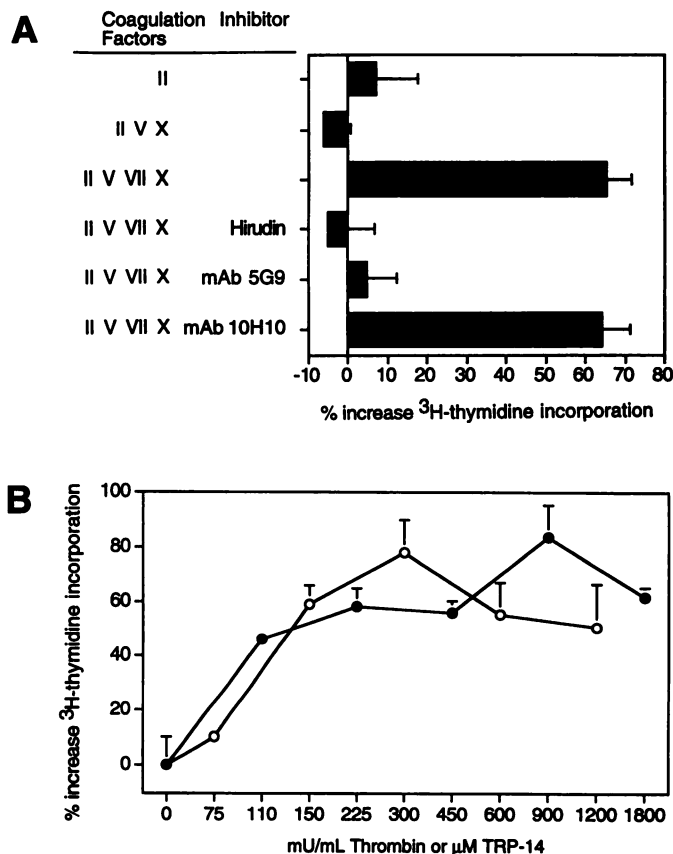 A
Coagulation Inhibitor
Factors
II
II V X
II V VII X
II V VII X Hirudin
II V VII X mAb 5G9
II V VII X mAb 10H10
-10 0 10 20 30 40 50 60 70 80
% increase ³H-thymidine incorporation
B
% increase ³H-thymidine incorporation
100
80
60
40
20
0
0 75 110 150 225 300 450 600 900 1200 1800
mU/mL Thrombin or µM TRP-14